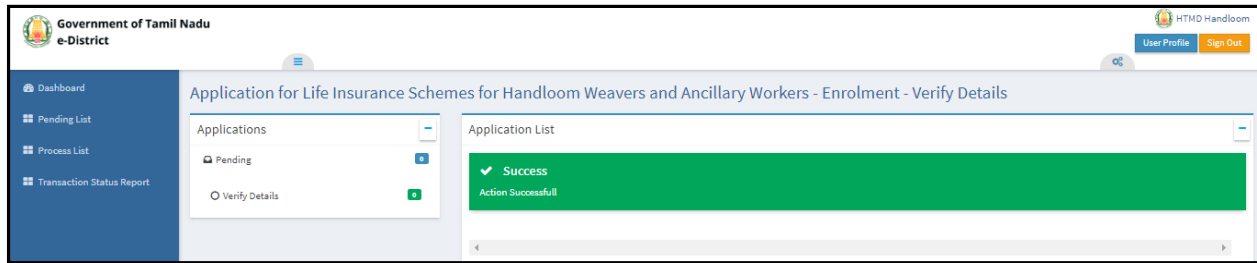 Government of Tamil Nadu
e-District
HTMD Handloom
User Profile
Sign Out
Dashboard
Pending List
Process List
Transaction Status Report
Application for Life Insurance Schemes for Handloom Weavers and Ancillary Workers - Enrolment - Verify Details
Applications
Pending 0
Verify Details 0
Application List
Success
Action Successfull